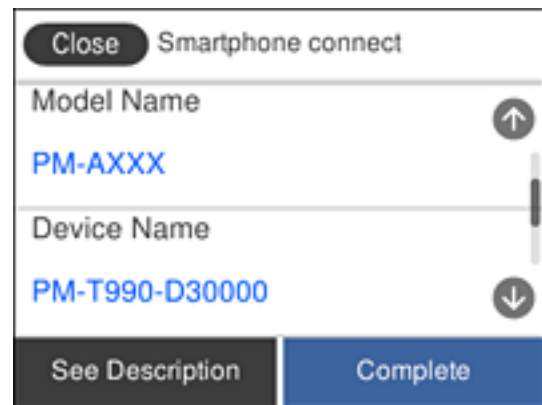 Close Smartphone connect
Model Name
PM-AXXX
Device Name
PM-T990-D30000
See Description Complete